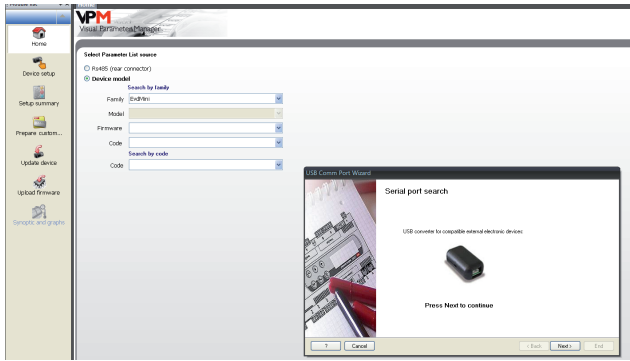 Home
VPM
Visual Parameter Manager
Home
Device setup
Setup summary
Prepare custom...
Update device
Upload firmware
Synoptic and graphs
Select Parameter List source
Rs485 (rear connector)
Device model
Search by family
Family EvdMini
Model
Firmware
Code
Search by code
Code
USB Comm Port Wizard
Serial port search
USB converter for compatible external electronic devices
Press Next to continue
? Cancel < Back Next > End